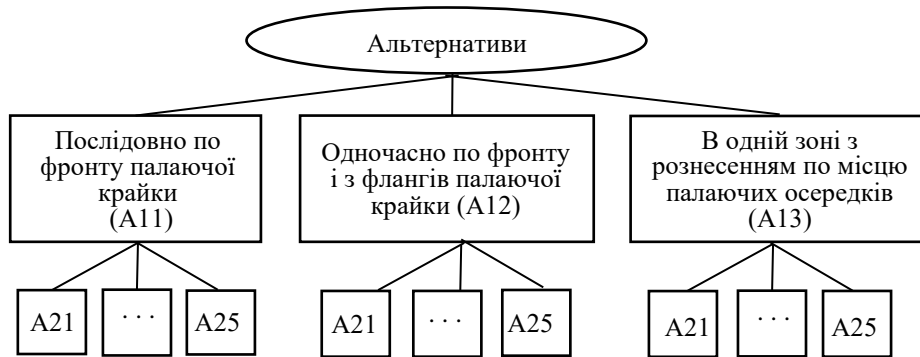 Альтернативи
Послідовно по
фронту палаючої
крайки
(А11)
Одночасно по фронту
і з флангів палаючої
крайки (А12)
В одній зоні з
рознесенням по місцю
палаючих осередків
(А13)
А21
. . .
А25
А21
. . .
А25
А21
. . .
А25